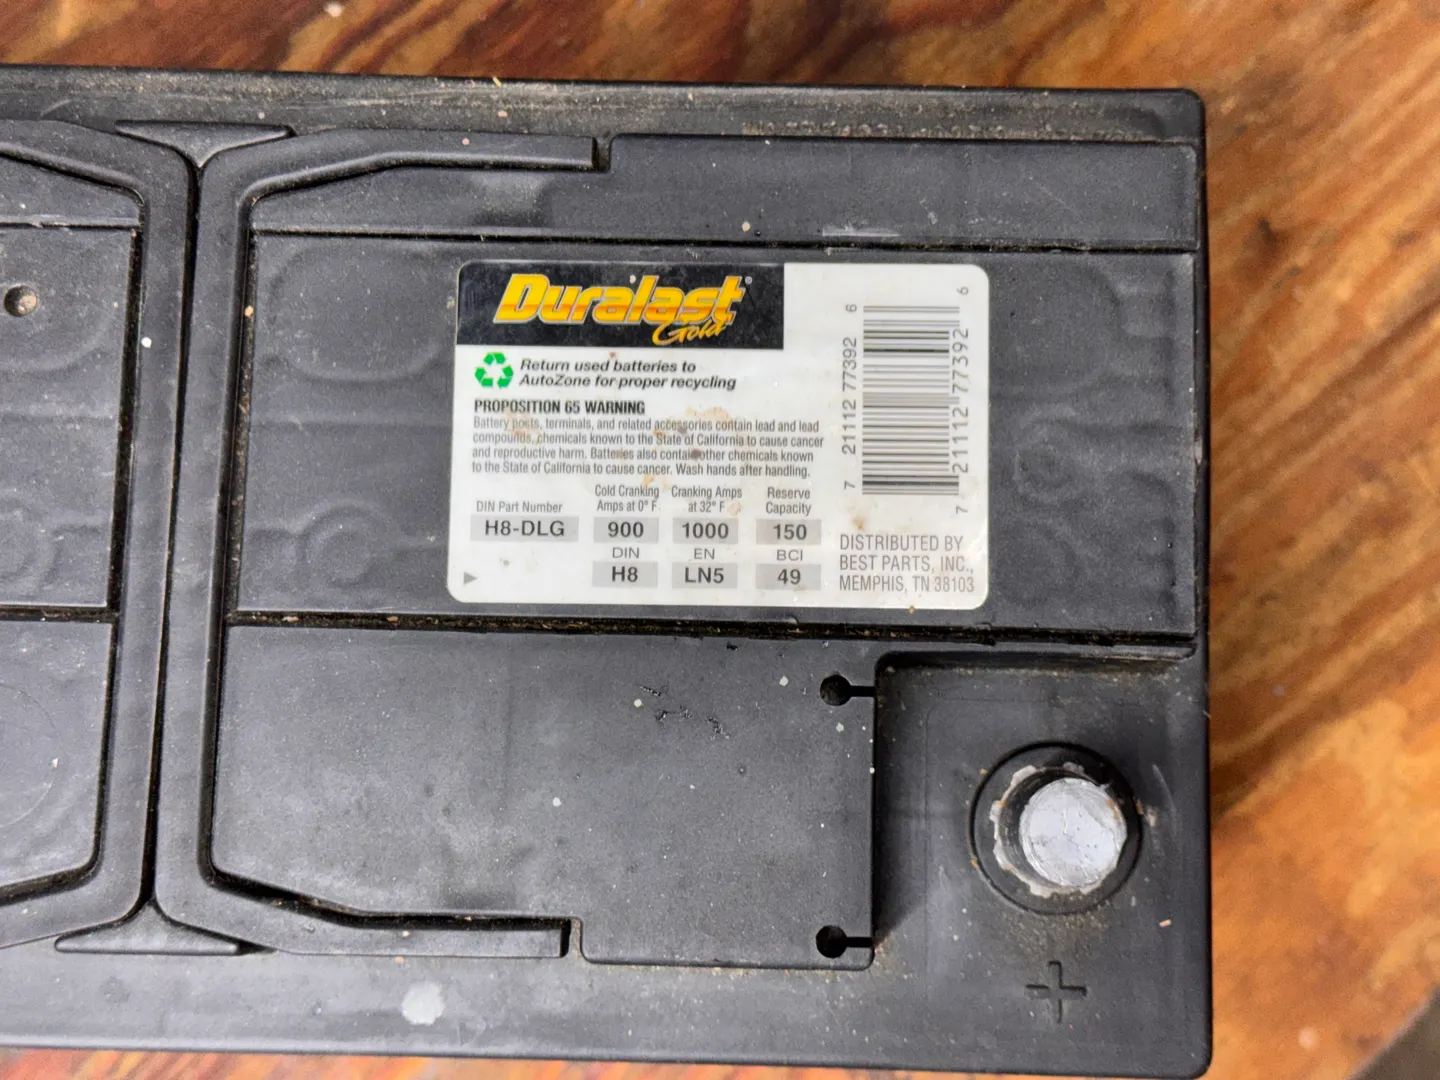 Duralast®
Gold
Return used batteries to
AutoZone for proper recycling
PROPOSITION 65 WARNING
Battery posts, terminals, and related accessories contain lead and lead
compounds, chemicals known to the State of California to cause cancer
and reproductive harm. Batteries also contain other chemicals known
to the State of California to cause cancer. Wash hands after handling.
DIN Part Number
H8-DLG
Cold Cranking
Amps at 0° F
900
DIN
H8
Cranking Amps
at 32° F
1000
EN
LN5
Reserve
Capacity
150
BCI
49
7 21112 77392 6
7 21112 77392 6
DISTRIBUTED BY
BEST PARTS, INC.,
MEMPHIS, TN 38103
+